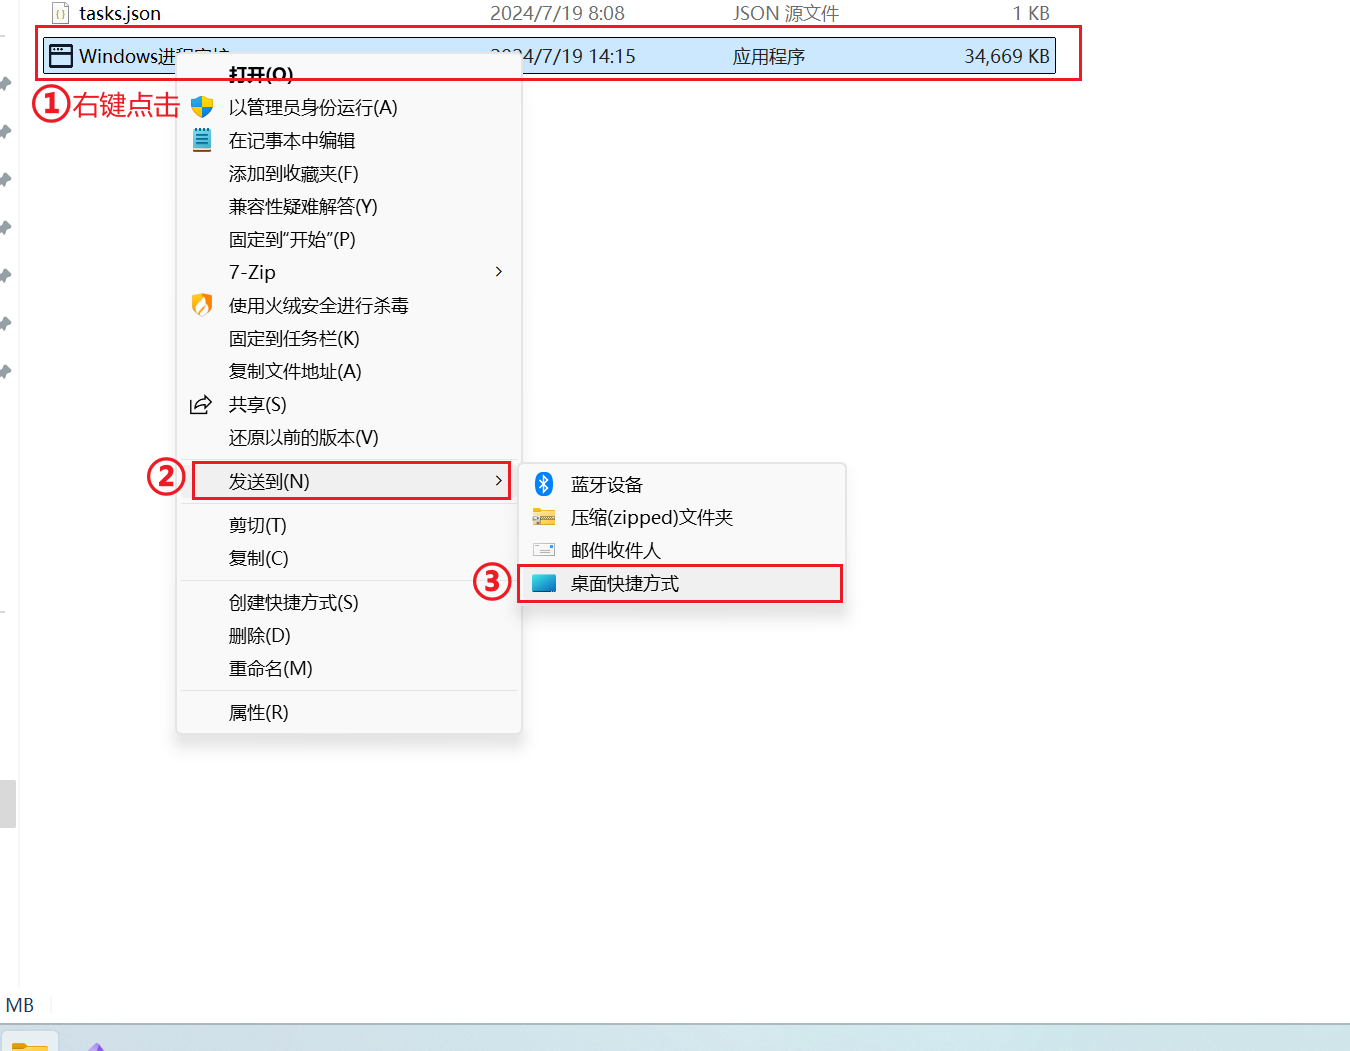 tasks.json 2024/7/19 8:08 JSON 源文件 1 KB
Windows进程守护 2024/7/19 14:15 应用程序 34,669 KB
打开(O)
①右键点击
以管理员身份运行(A)
在记事本中编辑
添加到收藏夹(F)
兼容性疑难解答(Y)
固定到“开始”(P)
7-Zip
使用火绒安全进行杀毒
固定到任务栏(K)
复制文件地址(A)
共享(S)
还原以前的版本(V)
② 发送到(N)
蓝牙设备
压缩(zipped)文件夹
邮件收件人
③ 桌面快捷方式
剪切(T)
复制(C)
创建快捷方式(S)
删除(D)
重命名(M)
属性(R)
MB